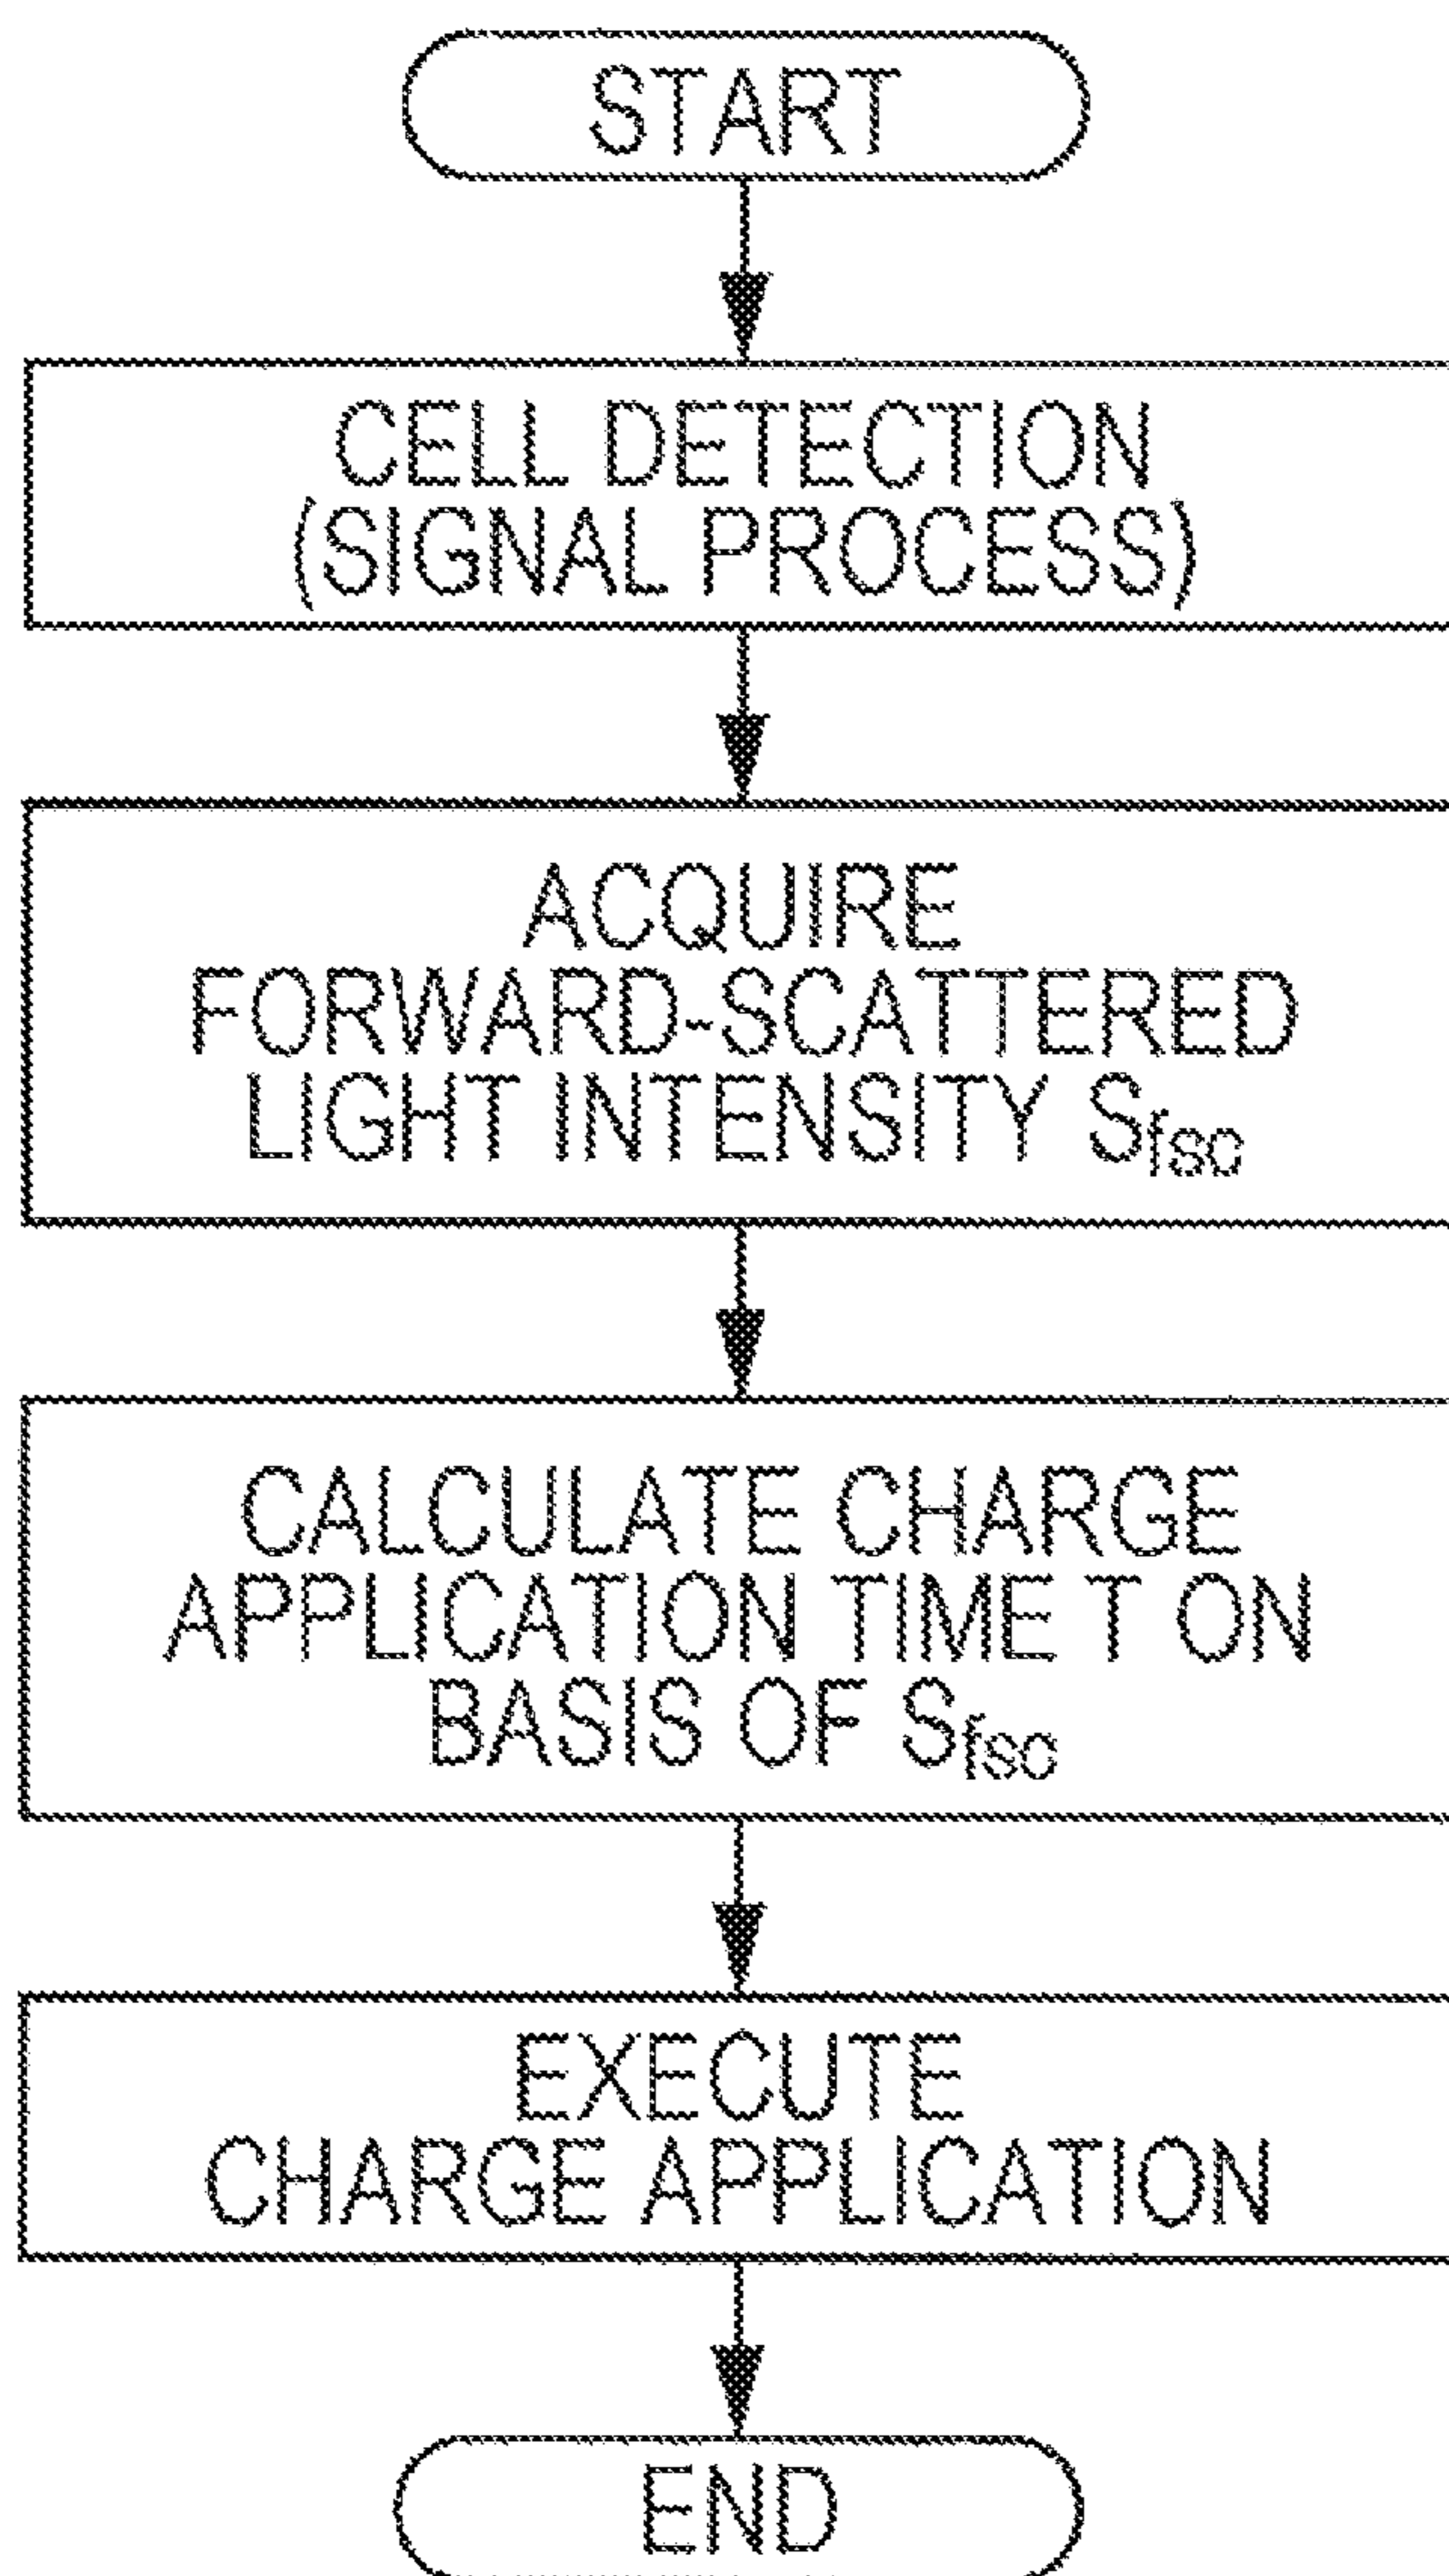 START
CELL DETECTION
(SIGNAL PROCESS)
ACQUIRE
FORWARD-SCATTERED
LIGHT INTENSITY Sfsc
CALCULATE CHARGE
APPLICATION TIME T ON
BASIS OF Sfsc
EXECUTE
CHARGE APPLICATION
END